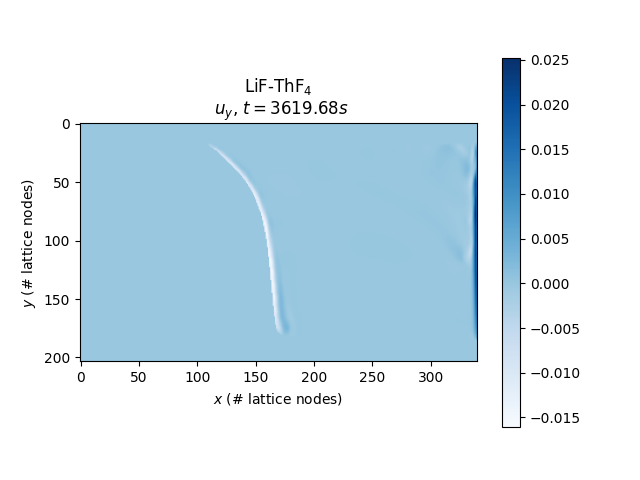 LiF-ThF₄
u_y, t = 3619.68s
0
50
100
150
200
y (# lattice nodes)
0 50 100 150 200 250 300
x (# lattice nodes)
0.025
0.020
0.015
0.010
0.005
0.000
−0.005
−0.010
−0.015